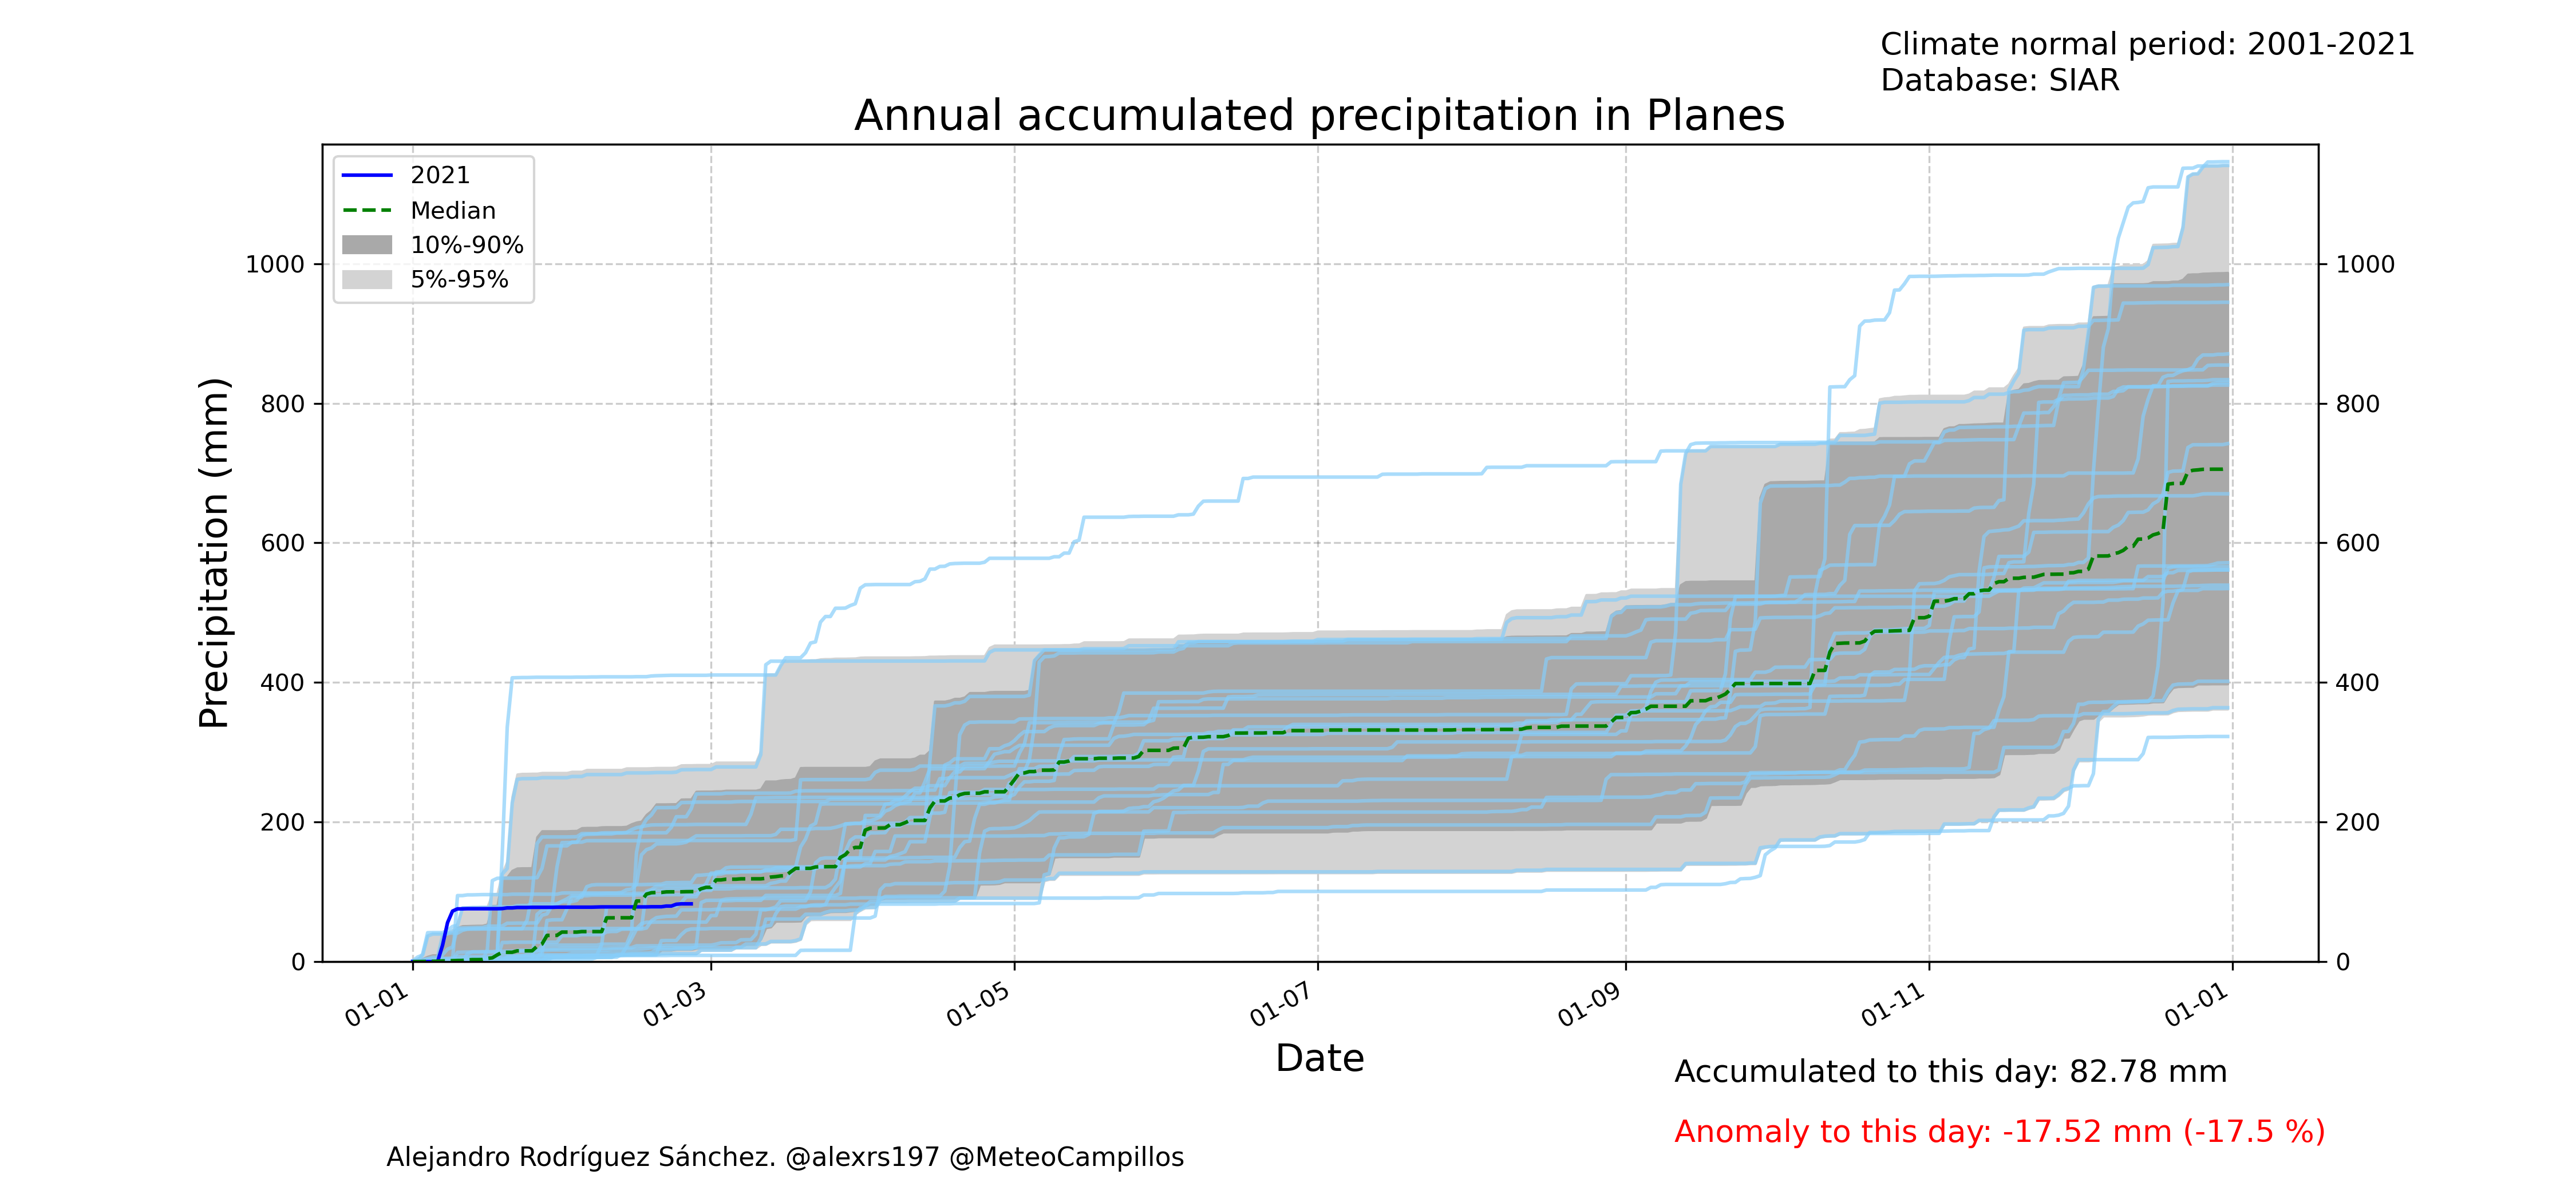 Climate normal period: 2001-2021
Database: SIAR
Annual accumulated precipitation in Planes
2021
Median
10%-90%
5%-95%
Precipitation (mm)
1000
800
600
400
200
0
1000
800
600
400
200
0
01-01
01-03
01-05
01-07
01-09
01-11
01-01
Date
Accumulated to this day: 82.78 mm
Anomaly to this day: -17.52 mm (-17.5 %)
Alejandro Rodríguez Sánchez. @alexrs197 @MeteoCampillos